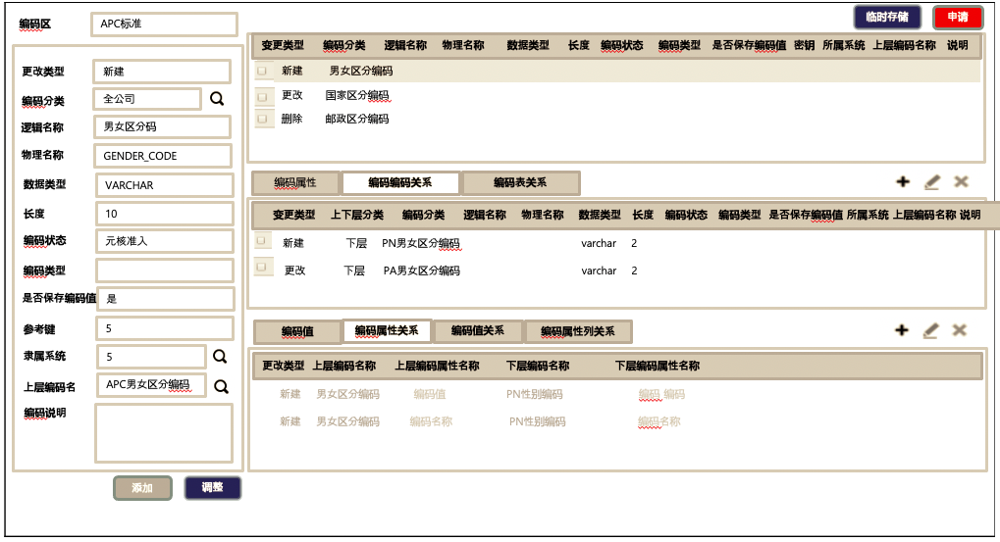 编码区 APC标准 临时存储 申请
更改类型 新建
编码分类 全公司
逻辑名称 男女区分码
物理名称 GENDER_CODE
数据类型 VARCHAR
长度 10
编码状态 元核准入
编码类型
是否保存编码值 是
参考键 5
隶属系统 5
上层编码名 APC男女区分编码
编码说明
添加 调整
变更类型 编码分类 逻辑名称 物理名称 数据类型 长度 编码状态 编码类型 是否保存编码值 密钥 所属系统 上层编码名称 说明
新建 男女区分编码
更改 国家区分编码
删除 邮政区分编码
编码属性 编码编码关系 编码表关系
变更类型 上下层分类 编码分类 逻辑名称 物理名称 数据类型 长度 编码状态 编码类型 是否保存编码值 所属系统 上层编码名称 说明
新建 下层 PN男女区分编码 varchar 2
更改 下层 PA男女区分编码 varchar 2
编码值 编码属性关系 编码值关系 编码属性列关系
更改类型 上层编码名称 上层编码属性名称 下层编码名称 下层编码属性名称
新建 男女区分编码 编码值 PN性别编码 编码 编码
新建 男女区分编码 编码名称 PN性别编码 编码名称